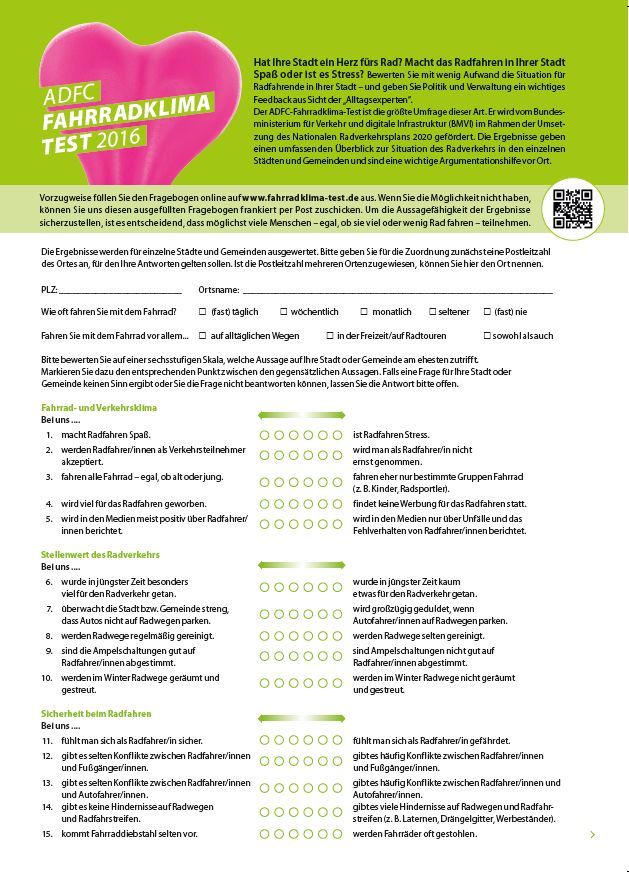 ADFC
FAHRRADKLIMA
TEST 2016
Hat Ihre Stadt ein Herz fürs Rad? Macht das Radfahren in Ihrer Stadt
Spaß oder ist es Stress? Bewerten Sie mit wenig Aufwand die Situation für
Radfahrende in Ihrer Stadt – und geben Sie Politik und Verwaltung ein wichtiges
Feedback aus Sicht der „Alltagsexperten“.
Der ADFC-Fahrradklima-Test ist die größte Umfrage dieser Art. Er wird vom Bundes-
ministerium für Verkehr und digitale Infrastruktur (BMVI) im Rahmen der Umset-
zung des Nationalen Radverkehrsplans 2020 gefördert. Die Ergebnisse geben
einen umfassenden Überblick zur Situation des Radverkehrs in den einzelnen
Städten und Gemeinden und sind eine wichtige Argumentationshilfe vor Ort.
Vorzugweise füllen Sie den Fragebogen online auf www.fahrradklima-test.de aus. Wenn Sie die Möglichkeit nicht haben,
können Sie uns diesen ausgefüllten Fragebogen frankiert per Post zuschicken. Um die Aussagefähigkeit der Ergebnisse
sicherzustellen, ist es entscheidend, dass möglichst viele Menschen – egal, ob sie viel oder wenig Rad fahren – teilnehmen.
Die Ergebnisse werden für einzelne Städte und Gemeinden ausgewertet. Bitte geben Sie für die Zuordnung zunächst eine Postleitzahl
des Ortes an, für den Ihre Antworten gelten sollen. Ist die Postleitzahl mehreren Orten zugewiesen, können Sie hier den Ort nennen.
PLZ: Ortsname:
Wie oft fahren Sie mit dem Fahrrad? (fast) täglich wöchentlich monatlich seltener (fast) nie
Fahren Sie mit dem Fahrrad vor allem... auf alltäglichen Wegen in der Freizeit/auf Radtouren sowohl als auch
Bitte bewerten Sie auf einer sechsstufigen Skala, welche Aussage auf Ihre Stadt oder Gemeinde am ehesten zutrifft.
Markieren Sie dazu den entsprechenden Punkt zwischen den gegensätzlichen Aussagen. Falls eine Frage für Ihre Stadt oder
Gemeinde keinen Sinn ergibt oder Sie die Frage nicht beantworten können, lassen Sie die Antwort bitte offen.
Fahrrad- und Verkehrsklima
Bei uns ....
1. macht Radfahren Spaß. ist Radfahren Stress.
2. werden Radfahrer/innen als Verkehrsteilnehmer wird man als Radfahrer/in nicht
akzeptiert. ernst genommen.
3. fahren alle Fahrrad – egal, ob alt oder jung. fahren eher nur bestimmte Gruppen Fahrrad
(z. B. Kinder, Radsportler).
4. wird viel für das Radfahren geworben. findet keine Werbung für das Radfahren statt.
5. wird in den Medien meist positiv über Radfahrer/ wird in den Medien nur über Unfälle und das
innen berichtet. Fehlverhalten von Radfahrer/innen berichtet.
Stellenwert des Radverkehrs
Bei uns ....
6. wurde in jüngster Zeit besonders wurde in jüngster Zeit kaum
viel für den Radverkehr getan. etwas für den Radverkehr getan.
7. überwacht die Stadt bzw. Gemeinde streng, wird großzügig geduldet, wenn
dass Autos nicht auf Radwegen parken. Autofahrer/innen auf Radwegen parken.
8. werden Radwege regelmäßig gereinigt. werden Radwege selten gereinigt.
9. sind die Ampelschaltungen gut auf sind Ampelschaltungen nicht gut auf
Radfahrer/innen abgestimmt. Radfahrer/innen abgestimmt.
10. werden im Winter Radwege geräumt und werden im Winter Radwege nicht geräumt
gestreut. und gestreut.
Sicherheit beim Radfahren
Bei uns ....
11. fühlt man sich als Radfahrer/in sicher. fühlt man sich als Radfahrer/in gefährdet.
12. gibt es selten Konflikte zwischen Radfahrer/innen gibt es häufig Konflikte zwischen Radfahrer/innen
und Fußgänger/innen. und Fußgänger/innen.
13. gibt es selten Konflikte zwischen Radfahrer/innen gibt es häufig Konflikte zwischen Radfahrer/innen und
und Autofahrer/innen. Autofahrer/innen.
14. gibt es keine Hindernisse auf Radwegen gibt es viele Hindernisse auf Radwegen und Radfahr-
und Radfahrstreifen. streifen (z. B. Laternen, Drängelgitter, Werbeständer).
15. kommt Fahrraddiebstahl selten vor. werden Fahrräder oft gestohlen.